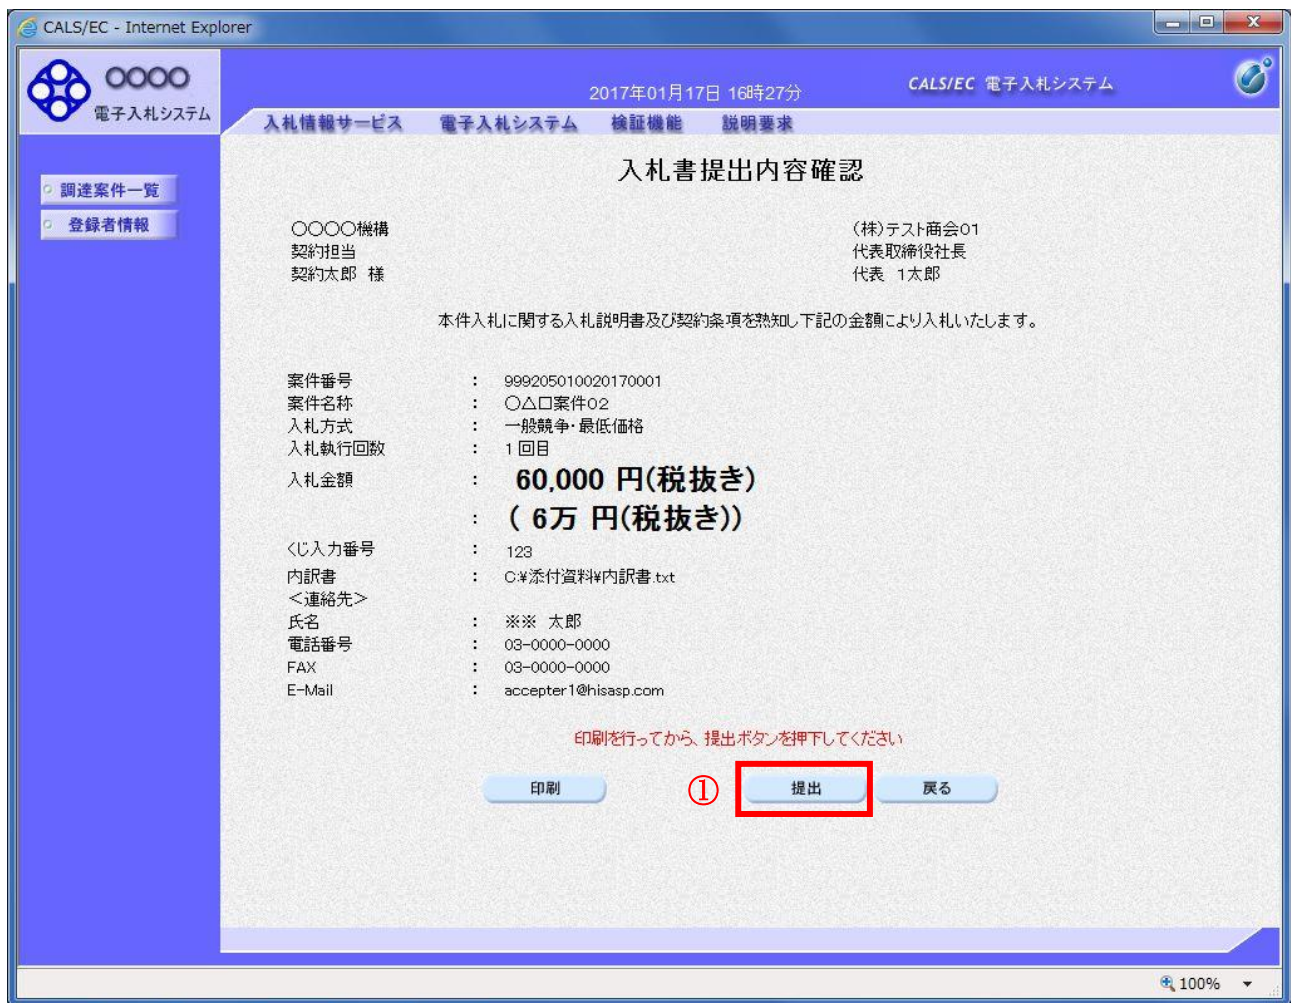 CALS/EC - Internet Explorer
○○○○
電子入札システム
2017年01月17日 16時27分
CALS/EC 電子入札システム
入札情報サービス 電子入札システム 検証機能 説明要求
調達案件一覧
登録者情報
入札書提出内容確認
○○○○機構
契約担当
契約太郎 様
(株)テスト商会01
代表取締役社長
代表 1太郎
本件入札に関する入札説明書及び契約条項を熟知し下記の金額により入札いたします。
案件番号 : 999205010020170001
案件名称 : ○△□案件02
入札方式 : 一般競争・最低価格
入札執行回数 : 1回目
入札金額 : 60,000 円(税抜き)
: ( 6万 円(税抜き))
くじ入力番号 : 123
内訳書 : C:¥添付資料¥内訳書.txt
<連絡先>
氏名 : ※※ 太郎
電話番号 : 03-0000-0000
FAX : 03-0000-0000
E-Mail : accepter1@hisasp.com
印刷を行ってから、提出ボタンを押下してください
印刷 ① 提出 戻る
100%